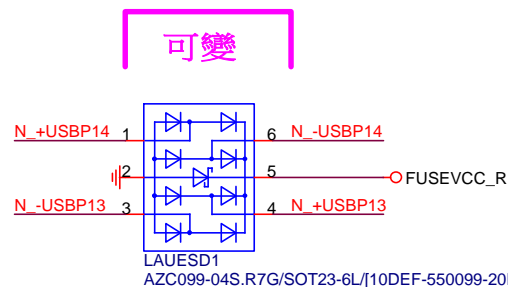 可變
N_+USBP14 1 6 N_-USBP14
2 5 FUSEVCC_R
N_-USBP13 3 4 N_+USBP13
LAUESD1
AZC099-04S.R7G/SOT23-6L/[10DEF-550099-20